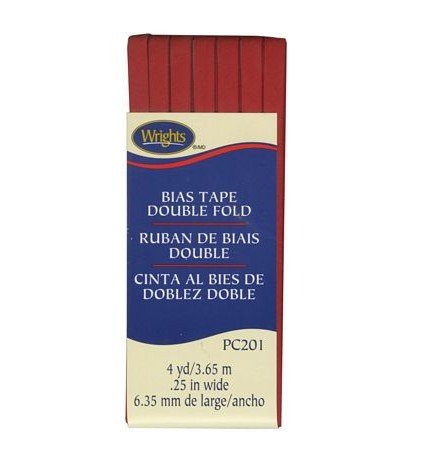 Wrights
®/MD
BIAS TAPE
DOUBLE FOLD
RUBAN DE BIAIS
DOUBLE
CINTA AL BIES DE
DOBLEZ DOBLE
PC201
4 yd/3.65 m
.25 in wide
6.35 mm de large/ancho